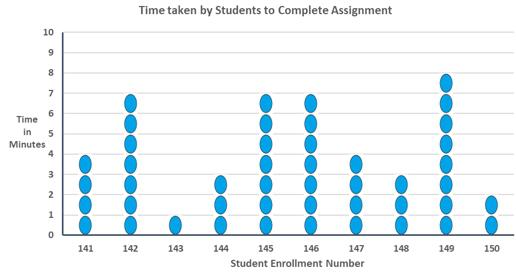 Time taken by Students to Complete Assignment
10
9
8
7
6
5
4
3
2
1
0
Time
in
Minutes
141 142 143 144 145 146 147 148 149 150
Student Enrollment Number